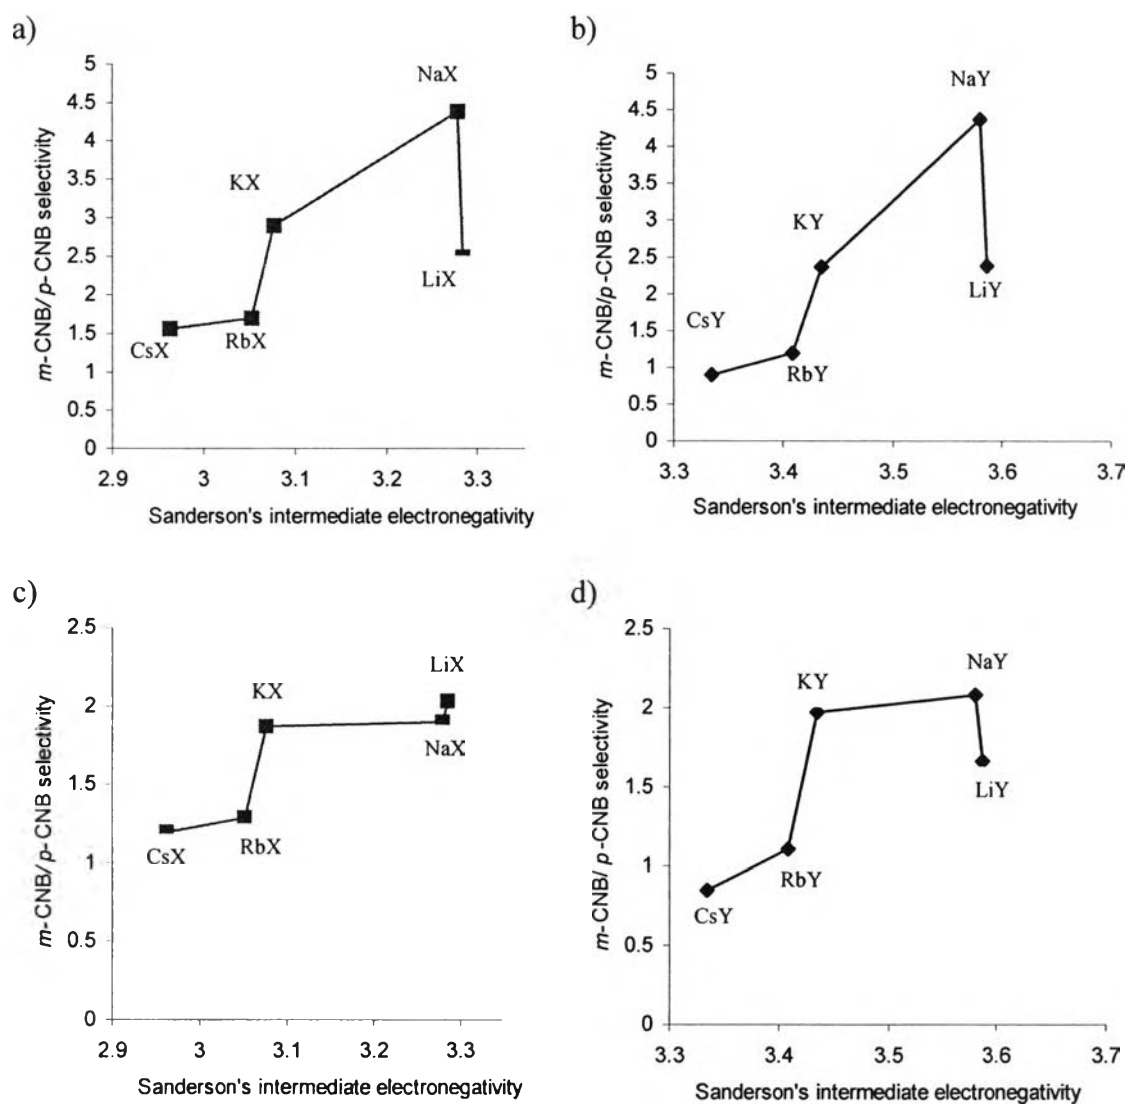 a)
m-CNB/p-CNB selectivity
5
4.5
4
3.5
3
2.5
2
1.5
1
0.5
0
NaX
KX
LiX
CsX
RbX
2.9
3
3.1
3.2
3.3
Sanderson's intermediate electronegativity
b)
m-CNB/p-CNB selectivity
5
4.5
4
3.5
3
2.5
2
1.5
1
0.5
0
NaY
KY
LiY
CsY
RbY
3.3
3.4
3.5
3.6
3.7
Sanderson's intermediate electronegativity
c)
m-CNB/ p-CNB selectivity
2.5
2
1.5
1
0.5
0
LiX
KX
NaX
CsX
RbX
2.9
3
3.1
3.2
3.3
Sanderson's intermediate electronegativity
d)
m-CNB/ p-CNB selectivity
2.5
2
1.5
1
0.5
0
NaY
KY
LiY
RbY
CsY
3.3
3.4
3.5
3.6
3.7
Sanderson's intermediate electronegativity